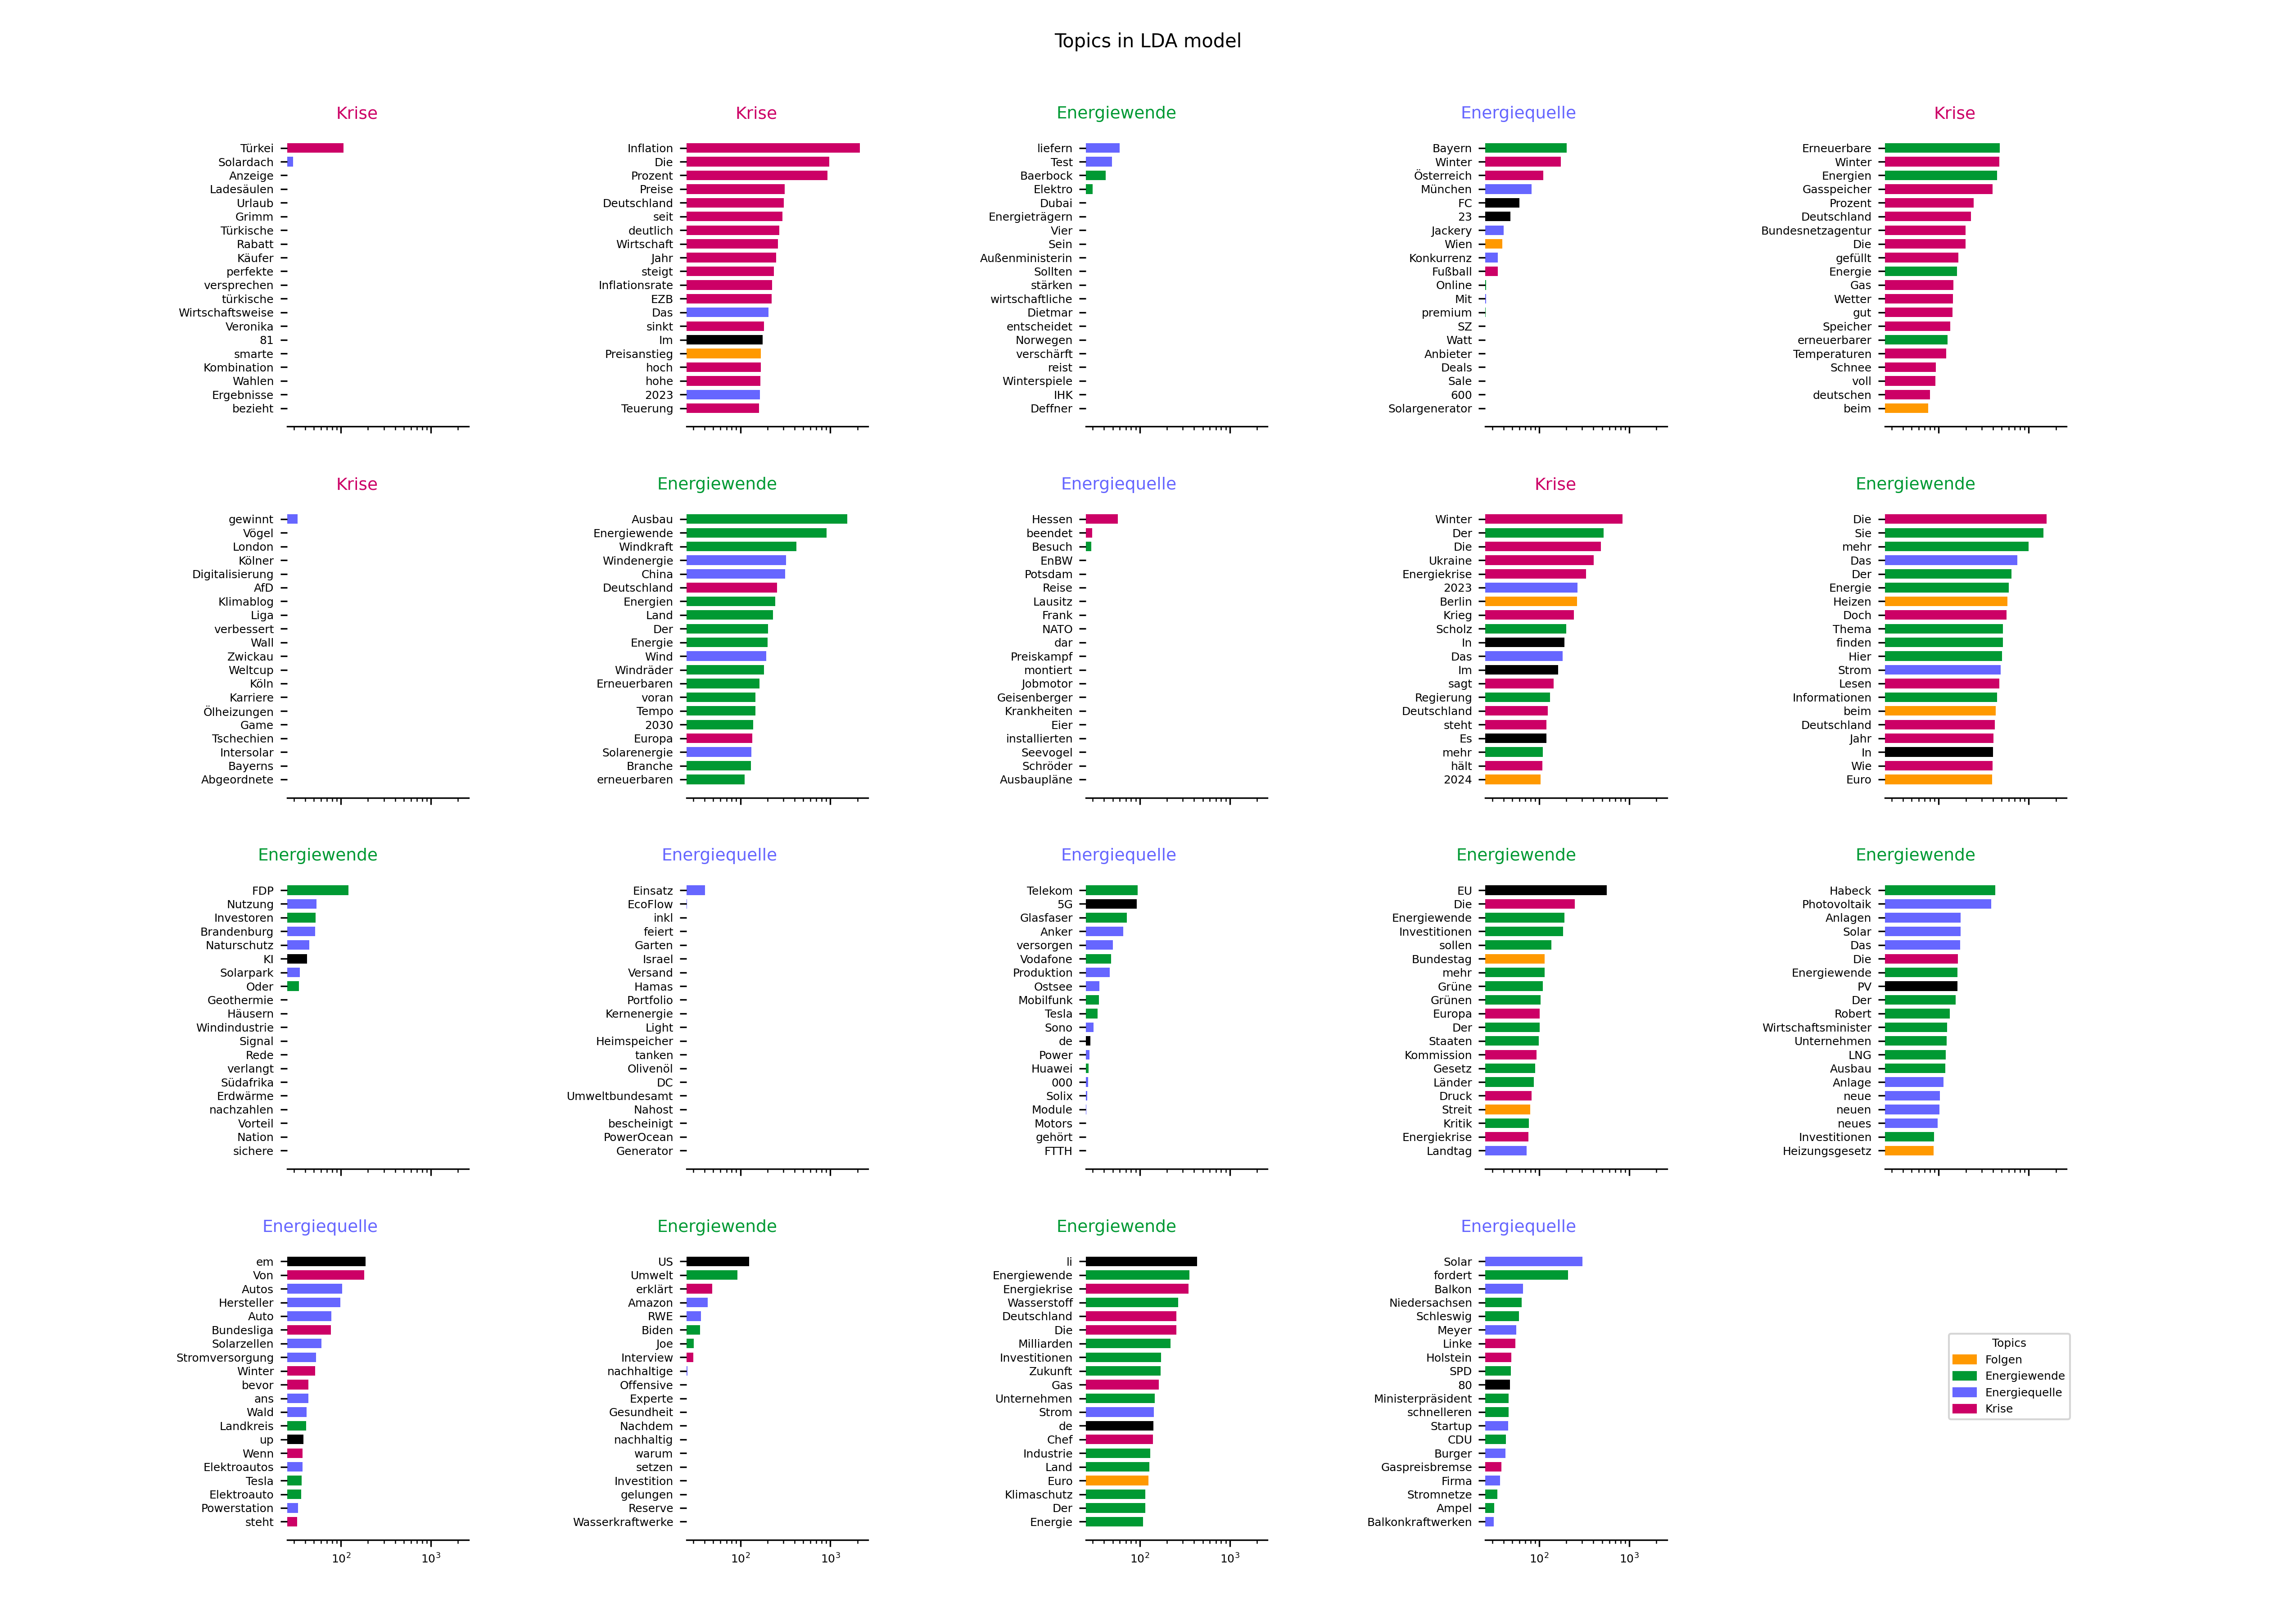 Topics in LDA model
Krise
Türkei
Solardach
Anzeige
Ladesäulen
Urlaub
Grimm
Türkische
Rabatt
Käufer
perfekte
versprechen
türkische
Wirtschaftsweise
Veronika
81
smarte
Kombination
Wahlen
Ergebnisse
bezieht
Krise
Inflation
Die
Prozent
Preise
Deutschland
seit
deutlich
Wirtschaft
Jahr
steigt
Inflationsrate
EZB
Das
sinkt
Im
Preisanstieg
hoch
hohe
2023
Teuerung
Energiewende
liefern
Test
Baerbock
Elektro
Dubai
Energieträgern
Vier
Sein
Außenministerin
Sollten
stärken
wirtschaftliche
Dietmar
entscheidet
Norwegen
verschärft
reist
Winterspiele
IHK
Deffner
Energiequelle
Bayern
Winter
Österreich
München
FC
23
Jackery
Wien
Konkurrenz
Fußball
Online
Mit
premium
SZ
Watt
Anbieter
Deals
Sale
600
Solargenerator
Krise
Erneuerbare
Winter
Energien
Gasspeicher
Prozent
Deutschland
Bundesnetzagentur
Die
gefüllt
Energie
Gas
Wetter
gut
Speicher
erneuerbarer
Temperaturen
Schnee
voll
deutschen
beim
Krise
gewinnt
Vögel
London
Kölner
Digitalisierung
AfD
Klimablog
Liga
verbessert
Wall
Zwickau
Weltcup
Köln
Karriere
Ölheizungen
Game
Tschechien
Intersolar
Bayerns
Abgeordnete
Energiewende
Ausbau
Energiewende
Windkraft
Windenergie
China
Deutschland
Energien
Land
Der
Energie
Wind
Windräder
Erneuerbaren
voran
Tempo
2030
Europa
Solarenergie
Branche
erneuerbaren
Energiequelle
Hessen
beendet
Besuch
EnBW
Potsdam
Reise
Lausitz
Frank
NATO
dar
Preiskampf
montiert
Jobmotor
Geisenberger
Krankheiten
Eier
installierten
Seevogel
Schröder
Ausbaupläne
Krise
Winter
Der
Die
Ukraine
Energiekrise
2023
Berlin
Krieg
Scholz
In
Das
Im
sagt
Regierung
Deutschland
steht
Es
mehr
hält
2024
Energiewende
Die
Sie
mehr
Das
Der
Energie
Heizen
Doch
Thema
finden
Hier
Strom
Lesen
Informationen
beim
Deutschland
Jahr
In
Wie
Euro
Energiewende
FDP
Nutzung
Investoren
Brandenburg
Naturschutz
KI
Solarpark
Oder
Geothermie
Häusern
Windindustrie
Signal
Rede
verlangt
Südafrika
Erdwärme
nachzahlen
Vorteil
Nation
sichere
Energiequelle
Einsatz
EcoFlow
inkl
feiert
Garten
Israel
Versand
Hamas
Portfolio
Kernenergie
Light
Heimspeicher
tanken
Olivenöl
DC
Umweltbundesamt
Nahost
bescheinigt
PowerOcean
Generator
Energiequelle
Telekom
5G
Glasfaser
Anker
versorgen
Vodafone
Produktion
Ostsee
Mobilfunk
Tesla
Sono
de
Power
Huawei
000
Solix
Module
Motors
gehört
FTTH
Energiewende
EU
Die
Energiewende
Investitionen
sollen
Bundestag
mehr
Grüne
Grünen
Europa
Der
Staaten
Kommission
Gesetz
Länder
Druck
Streit
Kritik
Energiekrise
Landtag
Energiewende
Habeck
Photovoltaik
Anlagen
Solar
Das
Die
Energiewende
PV
Der
Robert
Wirtschaftsminister
Unternehmen
LNG
Ausbau
Anlage
neue
neuen
neues
Investitionen
Heizungsgesetz
Energiequelle
em
Von
Autos
Hersteller
Auto
Bundesliga
Solarzellen
Stromversorgung
Winter
bevor
ans
Wald
Landkreis
up
Wenn
Elektroautos
Tesla
Elektroauto
Powerstation
steht
10²
10³
Energiewende
US
Umwelt
erklärt
Amazon
RWE
Biden
Joe
Interview
nachhaltige
Offensive
Experte
Gesundheit
Nachdem
nachhaltig
warum
setzen
Investition
gelungen
Reserve
Wasserkraftwerke
10²
10³
Energiewende
li
Energiewende
Energiekrise
Wasserstoff
Deutschland
Die
Milliarden
Investitionen
Zukunft
Gas
Unternehmen
Strom
de
Chef
Industrie
Land
Euro
Klimaschutz
Der
Energie
10²
10³
Energiequelle
Solar
fordert
Balkon
Niedersachsen
Schleswig
Meyer
Linke
Holstein
SPD
80
Ministerpräsident
schnelleren
Startup
CDU
Burger
Gaspreisbremse
Firma
Stromnetze
Ampel
Balkonkraftwerken
10²
10³
Topics
Folgen
Energiewende
Energiequelle
Krise